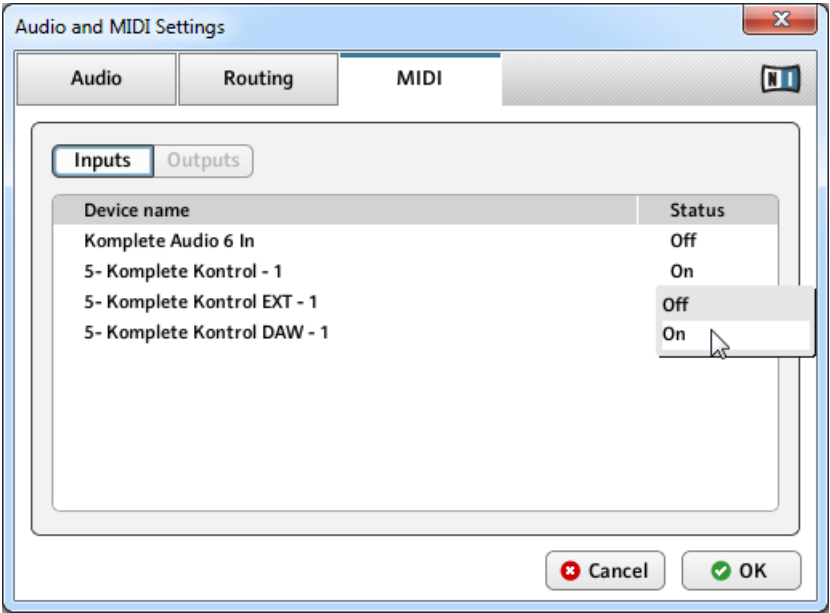 Audio and MIDI Settings
X
Audio Routing MIDI NI
Inputs Outputs
Device name Status
Komplete Audio 6 In Off
5- Komplete Kontrol - 1 On
5- Komplete Kontrol EXT - 1 Off
5- Komplete Kontrol DAW - 1 On
Cancel OK